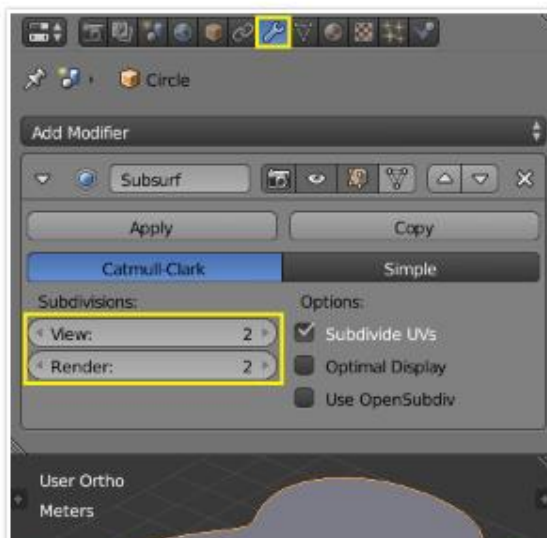 Circle
Add Modifier
Subsurf
Apply Copy
Catmull-Clark Simple
Subdivisions: Options:
View: 2 Subdivide UVs
Render: 2 Optimal Display
Use OpenSubdiv
User Ortho
Meters